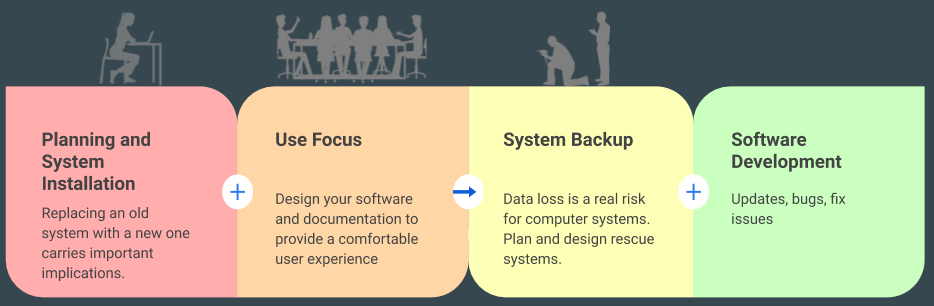 Planning and
System
Installation
Replacing an old
system with a new one
carries important
implications.
Use Focus
Design your software
and documentation to
provide a comfortable
user experience
System Backup
Data loss is a real risk
for computer systems.
Plan and design rescue
systems.
Software
Development
Updates, bugs, fix
issues